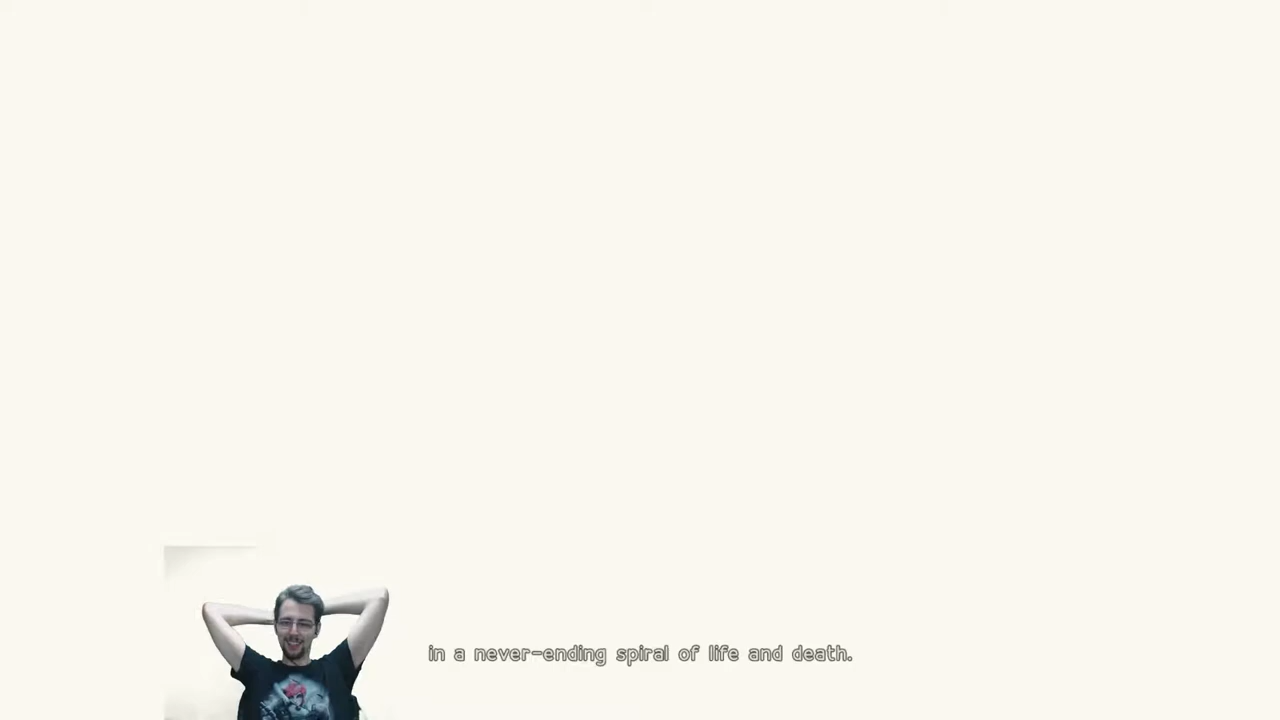 in a never-ending spiral of life and death.